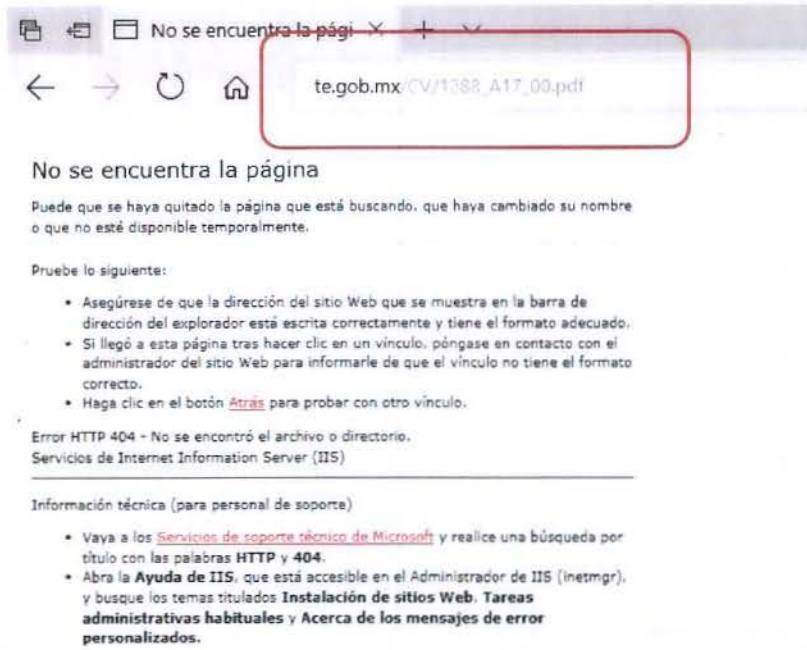 No se encuentra la pági
te.gob.mx/CV/1388_A17_00.pdf
No se encuentra la página
Puede que se haya quitado la página que está buscando, que haya cambiado su nombre
o que no esté disponible temporalmente.
Pruebe lo siguiente:
• Asegúrese de que la dirección del sitio Web que se muestra en la barra de
dirección del explorador está escrita correctamente y tiene el formato adecuado.
• Si llegó a esta página tras hacer clic en un vínculo, póngase en contacto con el
administrador del sitio Web para informarle de que el vínculo no tiene el formato
correcto.
• Haga clic en el botón Atrás para probar con otro vínculo.
Error HTTP 404 - No se encontró el archivo o directorio.
Servicios de Internet Information Server (IIS)
Información técnica (para personal de soporte)
• Vaya a los Servicios de soporte técnico de Microsoft y realice una búsqueda por
título con las palabras HTTP y 404.
• Abra la Ayuda de IIS, que está accesible en el Administrador de IIS (inetmgr),
y busque los temas titulados Instalación de sitios Web, Tareas
administrativas habituales y Acerca de los mensajes de error
personalizados.